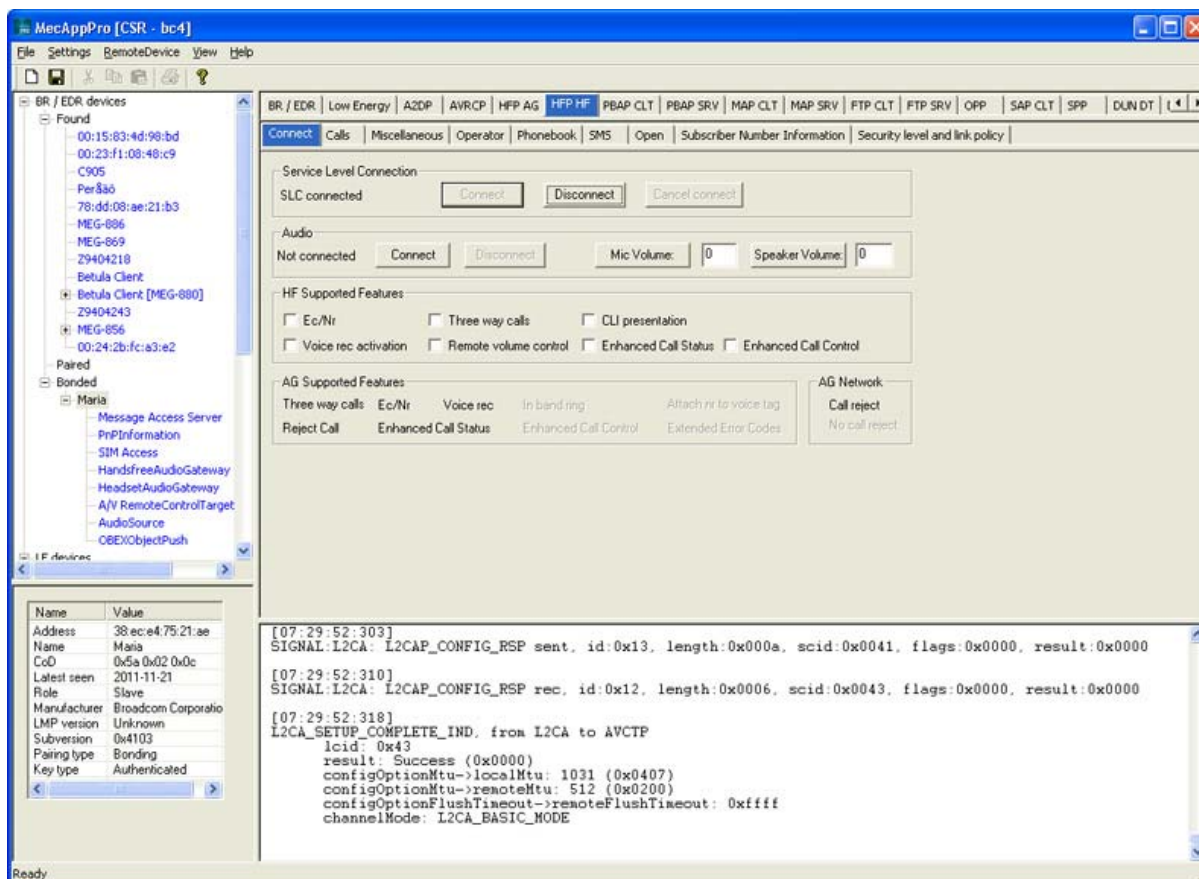 MecAppPro [CSR - bc4]
File Settings RemoteDevice View Help
BR / EDR devices
Found
00:15:83:4d:98:bd
00:23:f1:08:48:c9
C905
Peråäö
78:dd:08:ae:21:b3
MEG-886
MEG-869
Z9404218
Betula Client
Betula Client [MEG-880]
Z9404243
MEG-856
00:24:2b:fc:a3:e2
Paired
Bonded
Maria
Message Access Server
PnPInformation
SIM Access
HandsfreeAudioGateway
HeadsetAudioGateway
A/V RemoteControlTarget
AudioSource
OBEXObjectPush
LE devices
Name Value
Address 38:ec:e4:75:21:ae
Name Maria
CoD 0x5a 0x02 0x0c
Latest seen 2011-11-21
Role Slave
Manufacturer Broadcom Corporatio
LMP version Unknown
Subversion 0x4103
Pairing type Bonding
Key type Authenticated
BR / EDR Low Energy A2DP AVRCP HFP AG HFP HF PBAP CLT PBAP SRV MAP CLT MAP SRV FTP CLT FTP SRV OPP SAP CLT SPP DUN DT
Connect Calls Miscellaneous Operator Phonebook SMS Open Subscriber Number Information Security level and link policy
Service Level Connection
SLC connected Connect Disconnect Cancel connect
Audio
Not connected Connect Disconnect Mic Volume: 0 Speaker Volume: 0
HF Supported Features
Ec/Nr Three way calls CLI presentation
Voice rec activation Remote volume control Enhanced Call Status Enhanced Call Control
AG Supported Features
Three way calls Ec/Nr Voice rec In band ring Attach nr to voice tag
Reject Call Enhanced Call Status Enhanced Call Control Extended Error Codes
AG Network
Call reject
No call reject
[07:29:52:303]
SIGNAL:L2CA: L2CAP_CONFIG_RSP sent, id:0x13, length:0x000a, scid:0x0041, flags:0x0000, result:0x0000
[07:29:52:310]
SIGNAL:L2CA: L2CAP_CONFIG_RSP rec, id:0x12, length:0x0006, scid:0x0043, flags:0x0000, result:0x0000
[07:29:52:318]
L2CA_SETUP_COMPLETE_IND, from L2CA to AVCTP
lcid: 0x43
result: Success (0x0000)
configOptionMtu->localMtu: 1031 (0x0407)
configOptionMtu->remoteMtu: 512 (0x0200)
configOptionFlushTimeout->remoteFlushTimeout: 0xffff
channelMode: L2CA_BASIC_MODE
Ready